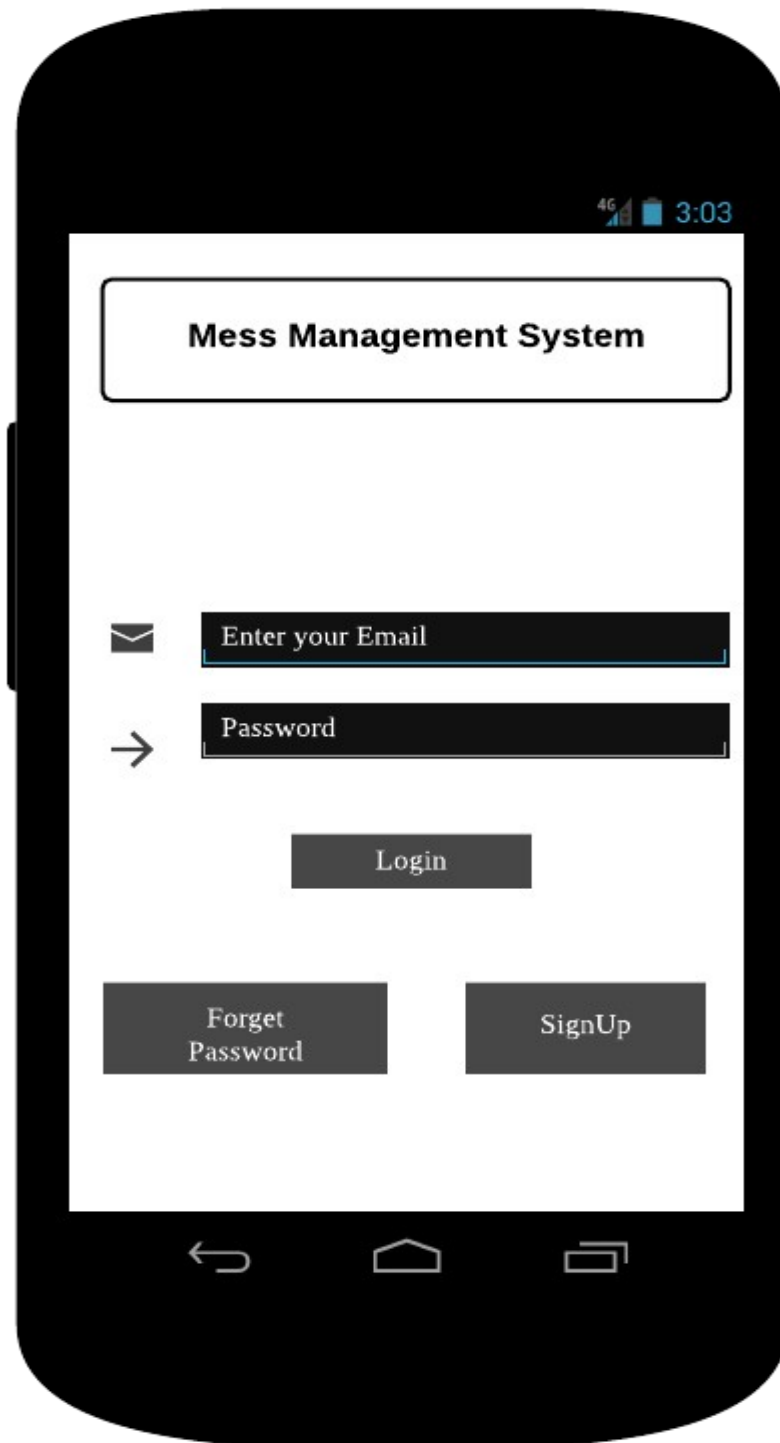 4G 3:03
Mess Management System
Enter your Email
Password
Login
Forget
Password
SignUp